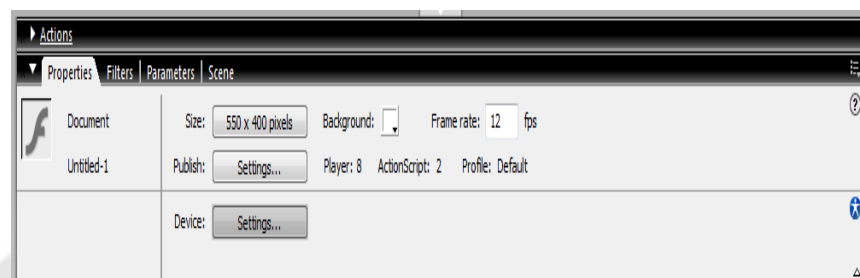 Actions
Properties Filters Parameters Scene
Document Size: 550 x 400 pixels Background: Frame rate: 12 fps
Untitled-1 Publish: Settings... Player: 8 ActionScript: 2 Profile: Default
Device: Settings...